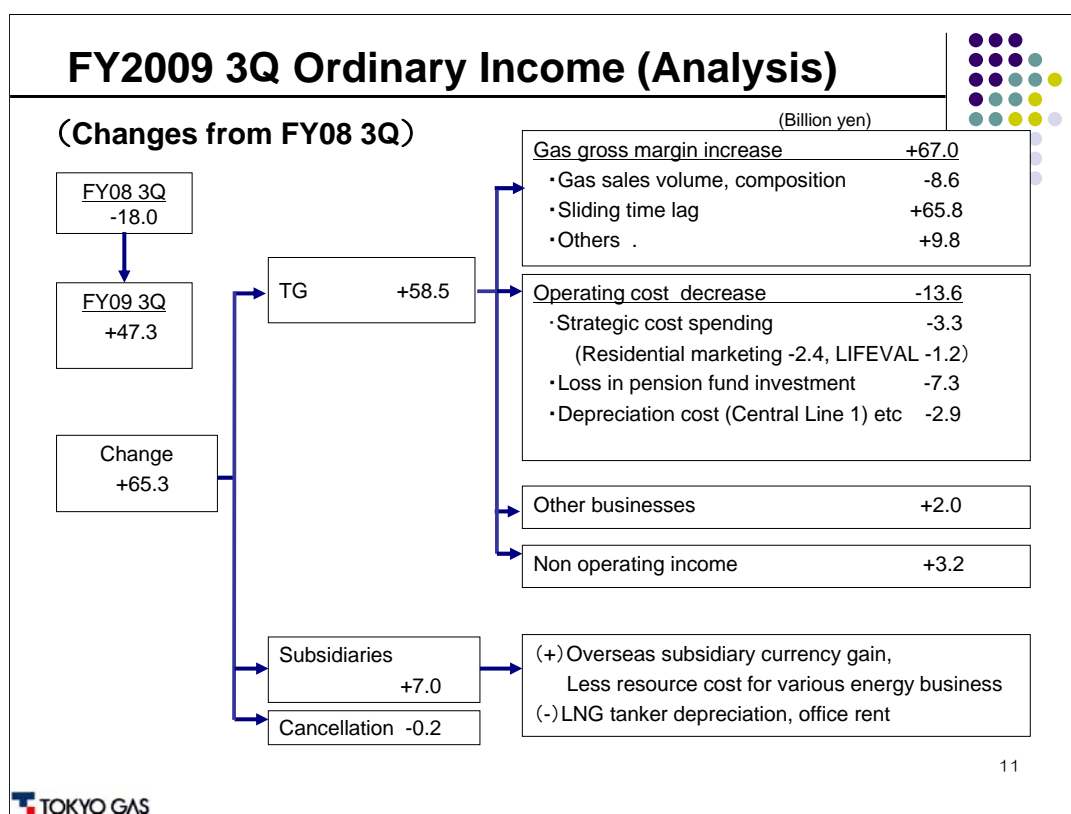 FY2009 3Q Ordinary Income (Analysis)
（Changes from FY08 3Q）
(Billion yen)
FY08 3Q
-18.0
FY09 3Q
+47.3
Change
+65.3
TG +58.5
Subsidiaries
+7.0
Cancellation -0.2
Gas gross margin increase +67.0
・Gas sales volume, composition -8.6
・Sliding time lag +65.8
・Others . +9.8
Operating cost decrease -13.6
・Strategic cost spending -3.3
(Residential marketing -2.4, LIFEVAL -1.2）
・Loss in pension fund investment -7.3
・Depreciation cost (Central Line 1) etc -2.9
Other businesses +2.0
Non operating income +3.2
（+）Overseas subsidiary currency gain,
Less resource cost for various energy business
（-）LNG tanker depreciation, office rent
11
TOKYO GAS